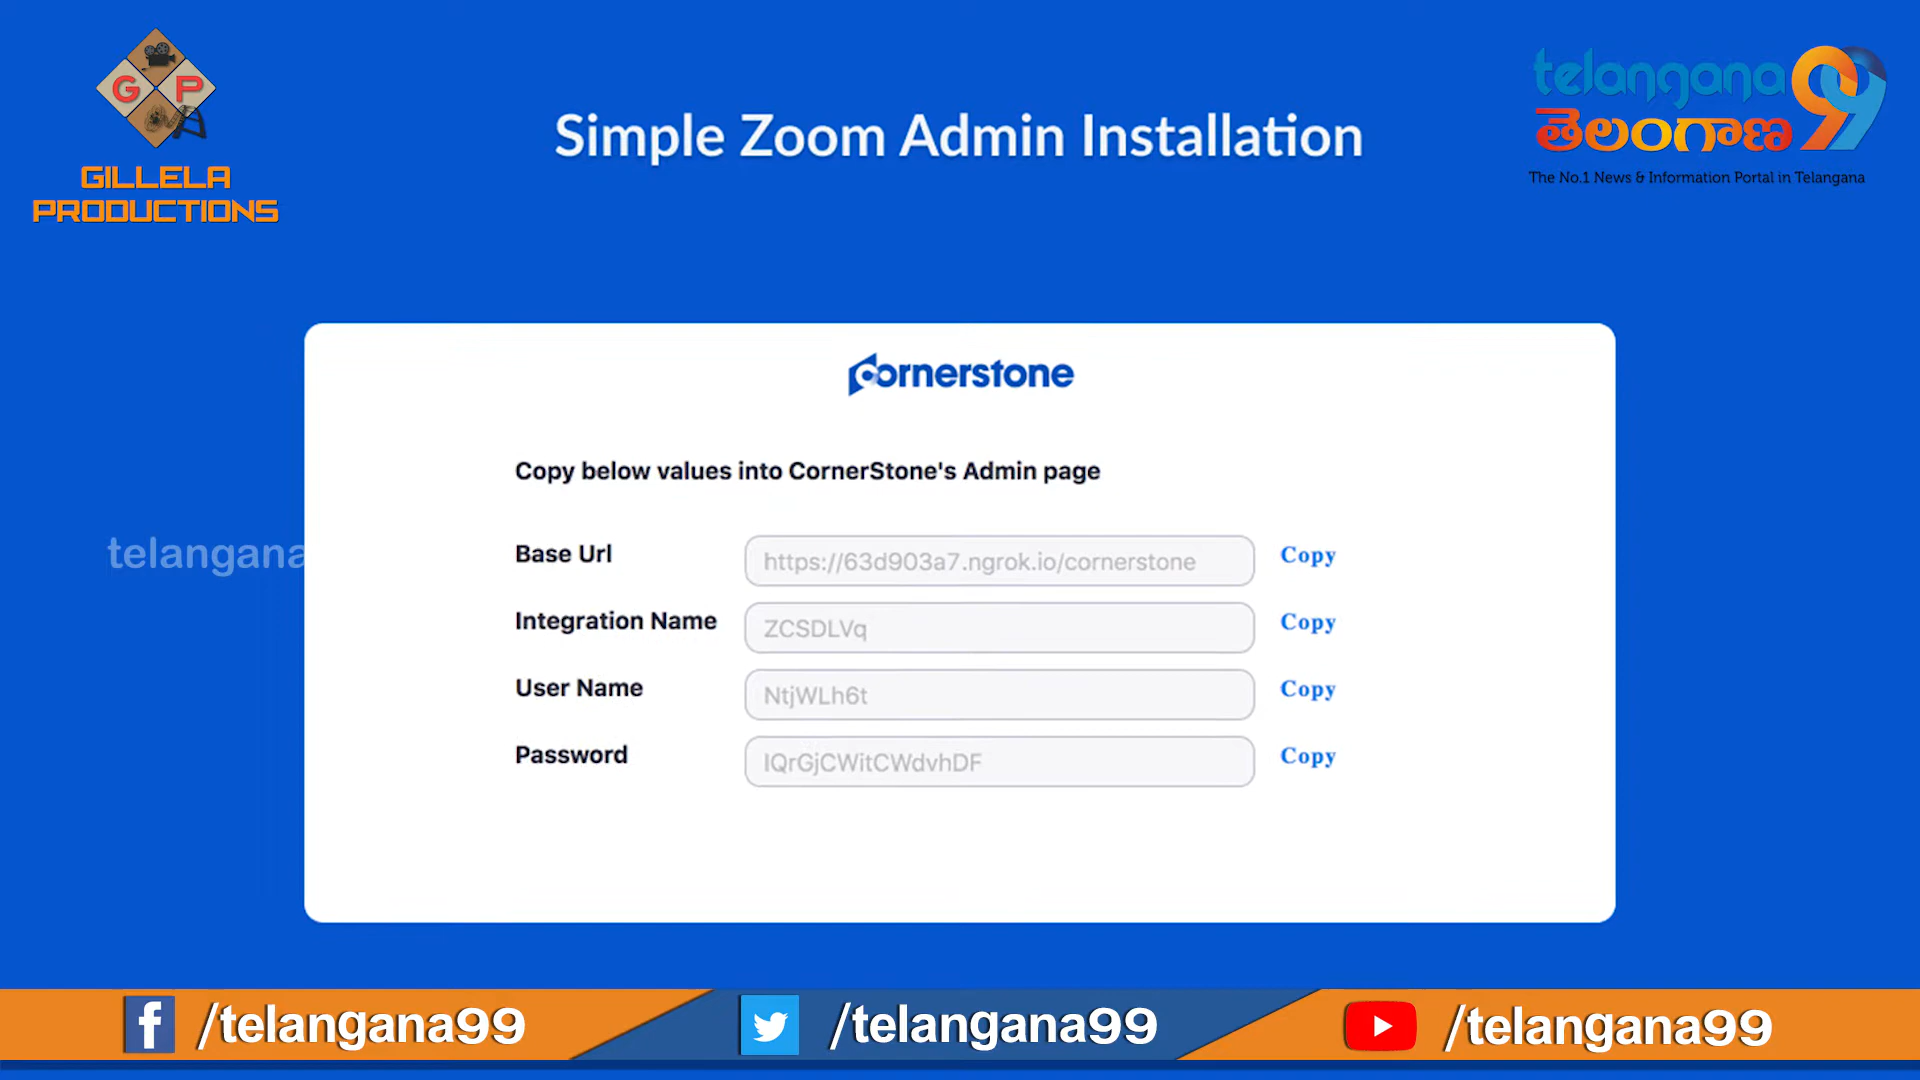 G P
GILLELA
PRODUCTIONS
Simple Zoom Admin Installation
telangana 99
తెలంగాణ
The No.1 News & Information Portal in Telangana
cornerstone
Copy below values into CornerStone's Admin page
Base Url https://63d903a7.ngrok.io/cornerstone Copy
telangana
Integration Name ZCSDLVq Copy
User Name NtjWLh6t Copy
Password IQrGjCWitCWdvhDF Copy
/telangana99 /telangana99 /telangana99